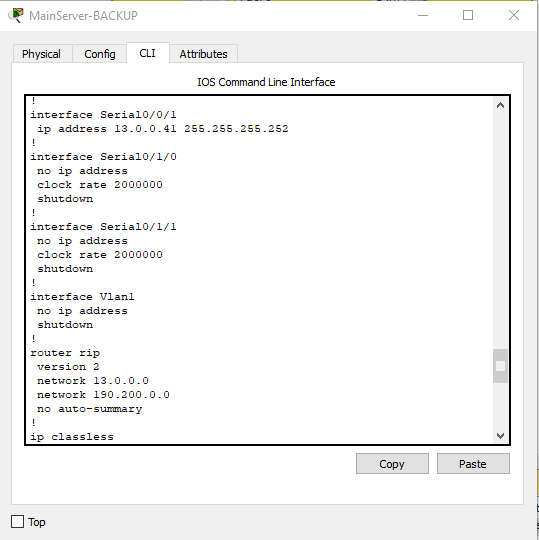 MainServer-BACKUP
Physical Config CLI Attributes
IOS Command Line Interface
!
interface Serial0/0/1
 ip address 13.0.0.41 255.255.255.252
!
interface Serial0/1/0
 no ip address
 clock rate 2000000
 shutdown
!
interface Serial0/1/1
 no ip address
 clock rate 2000000
 shutdown
!
interface Vlan1
 no ip address
 shutdown
!
router rip
 version 2
 network 13.0.0.0
 network 190.200.0.0
 no auto-summary
!
ip classless
Copy Paste
Top